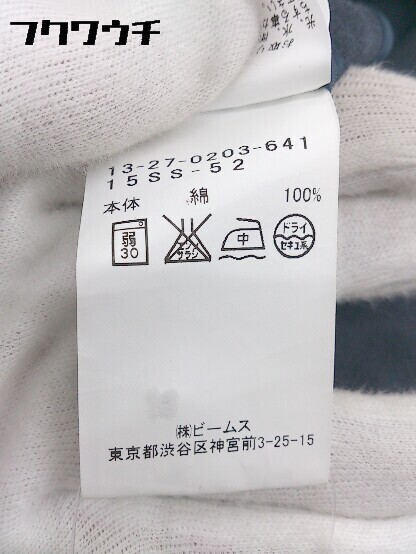 フクワウチ
13-27-0203-641
15SS-52
本体 綿 100%
弱 30 エンソ サラシ 中 ドライ セキユ系
㈱ビームス
東京都渋谷区神宮前3-25-15